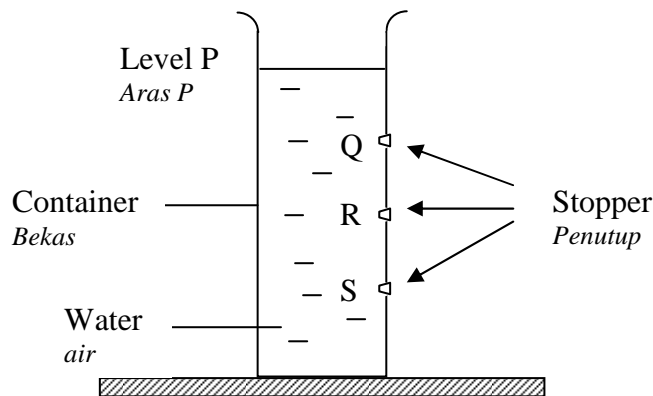 Level P
Aras P
Q
Container
Bekas
R
Stopper
Penutup
S
Water
air